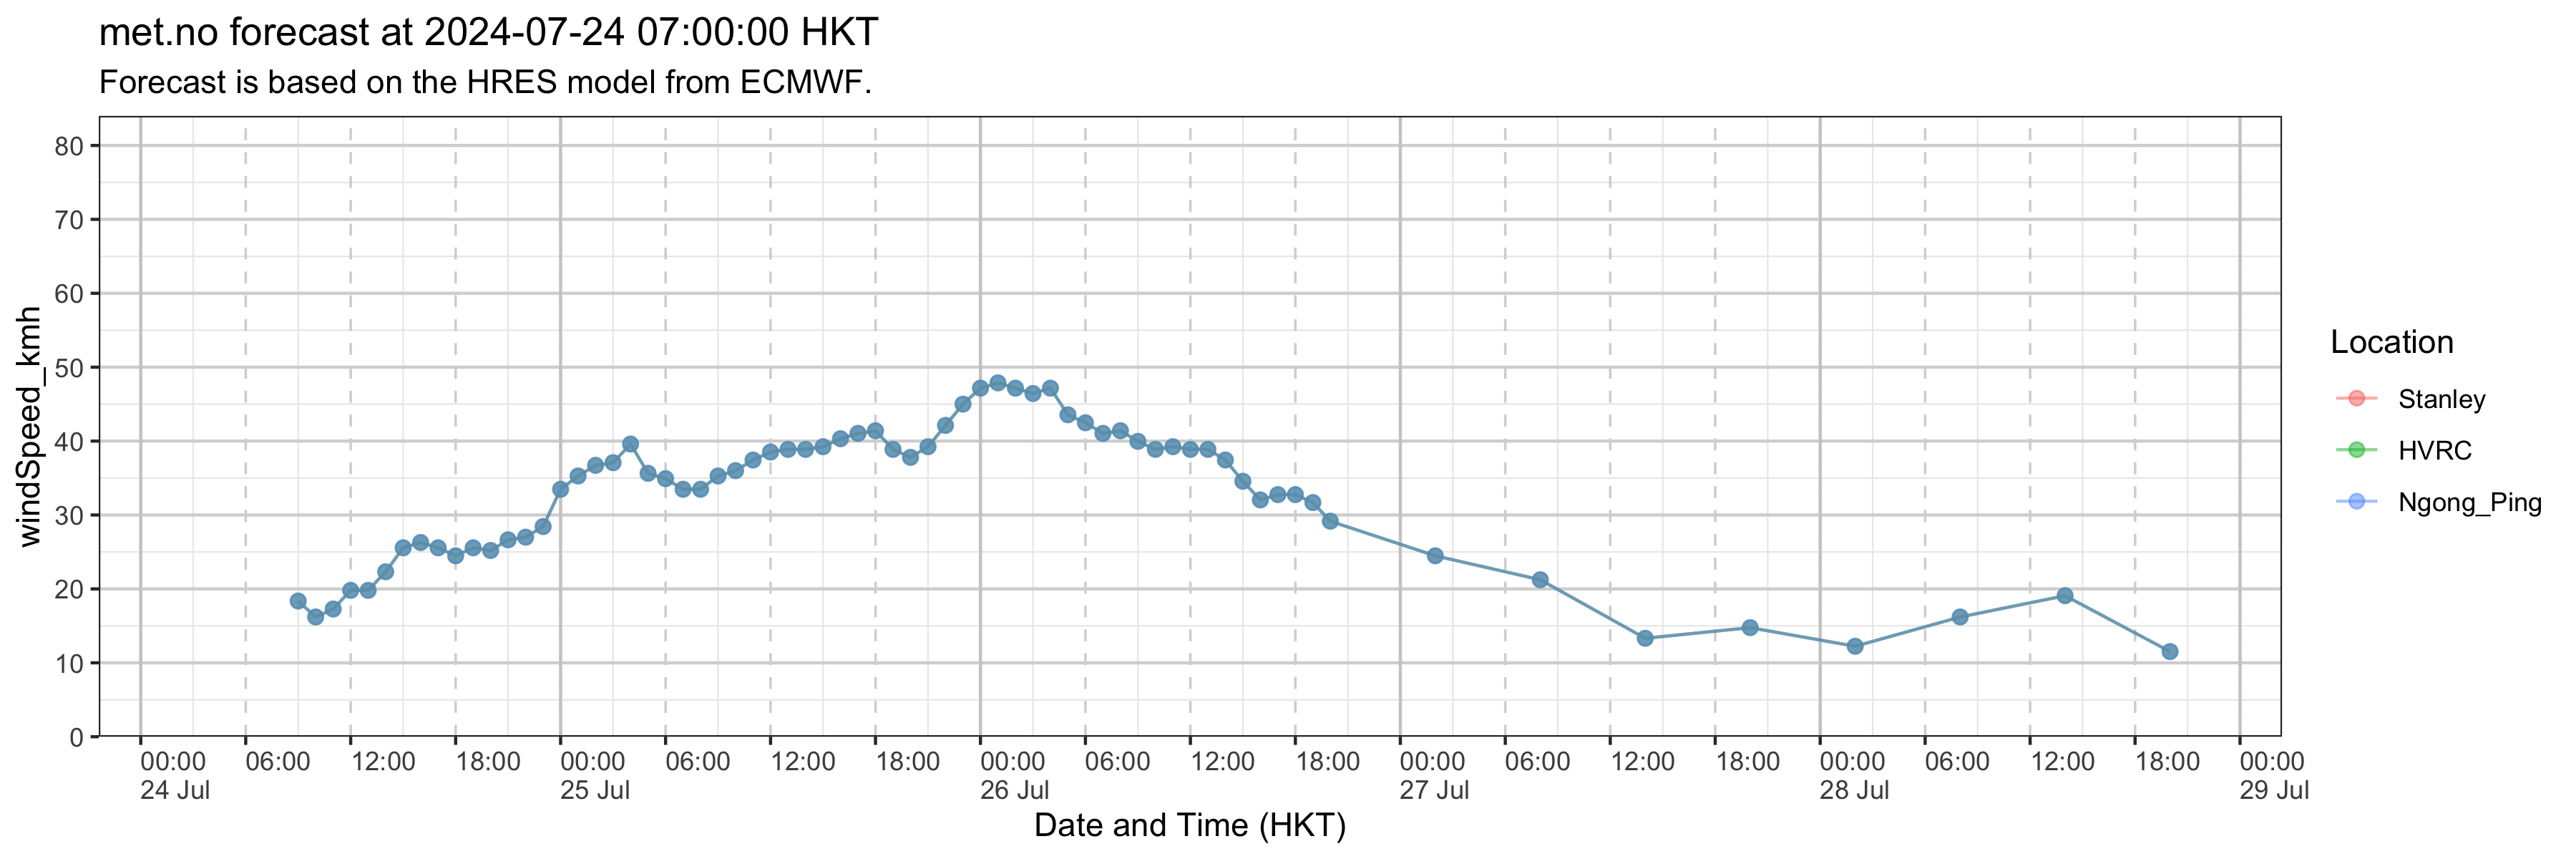 met.no forecast at 2024-07-24 07:00:00 HKT
Forecast is based on the HRES model from ECMWF.
windSpeed_kmh
80
70
60
50
40
30
20
10
0
00:00 06:00 12:00 18:00 00:00 06:00 12:00 18:00 00:00 06:00 12:00 18:00 00:00 06:00 12:00 18:00 00:00 06:00 12:00 18:00 00:00
24 Jul 25 Jul 26 Jul 27 Jul 28 Jul 29 Jul
Date and Time (HKT)
Location
Stanley
HVRC
Ngong_Ping